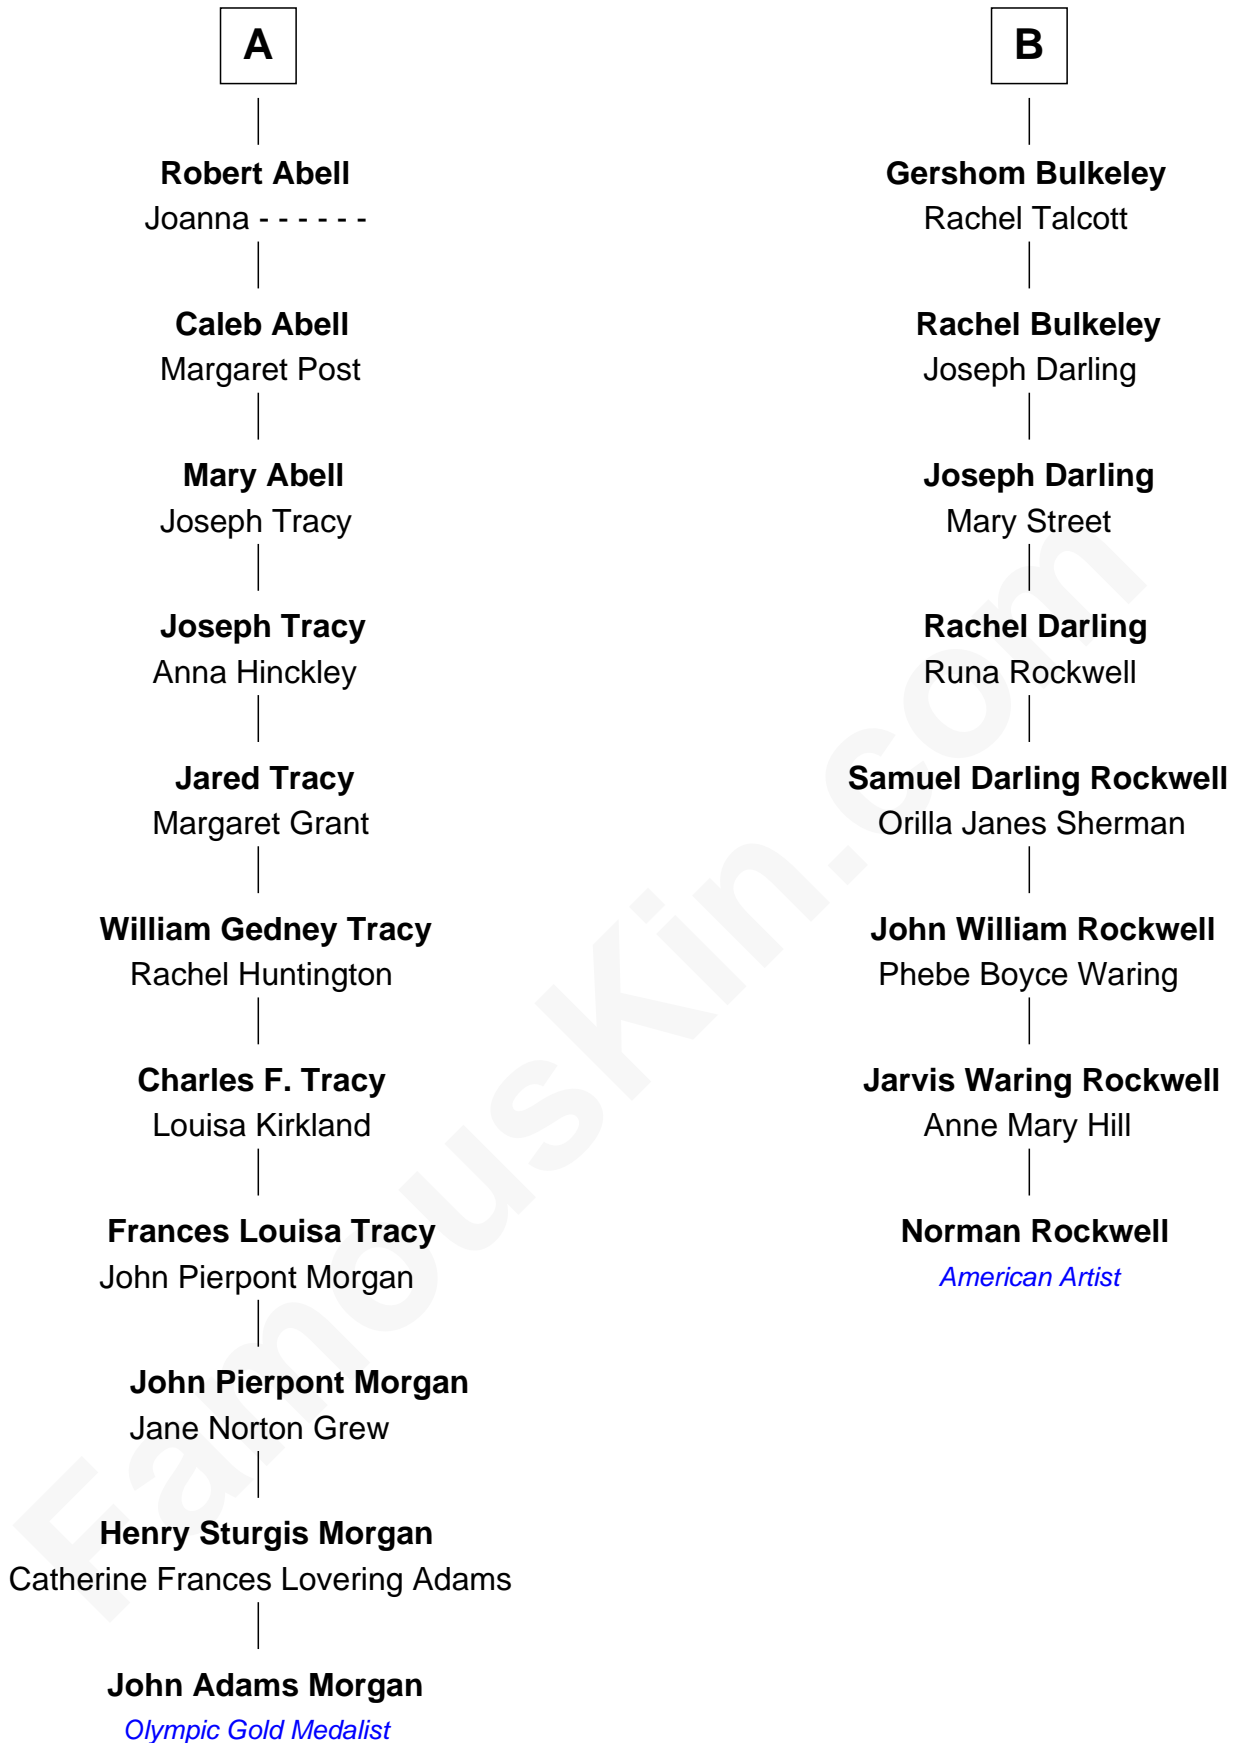 A
Robert Abell
Joanna - - - - - -
Caleb Abell
Margaret Post
Mary Abell
Joseph Tracy
Joseph Tracy
Anna Hinckley
Jared Tracy
Margaret Grant
William Gedney Tracy
Rachel Huntington
Charles F. Tracy
Louisa Kirkland
Frances Louisa Tracy
John Pierpont Morgan
John Pierpont Morgan
Jane Norton Grew
Henry Sturgis Morgan
Catherine Frances Lovering Adams
John Adams Morgan
Olympic Gold Medalist
B
Gershom Bulkeley
Rachel Talcott
Rachel Bulkeley
Joseph Darling
Joseph Darling
Mary Street
Rachel Darling
Runa Rockwell
Samuel Darling Rockwell
Orilla Janes Sherman
John William Rockwell
Phebe Boyce Waring
Jarvis Waring Rockwell
Anne Mary Hill
Norman Rockwell
American Artist
FamousKin.com